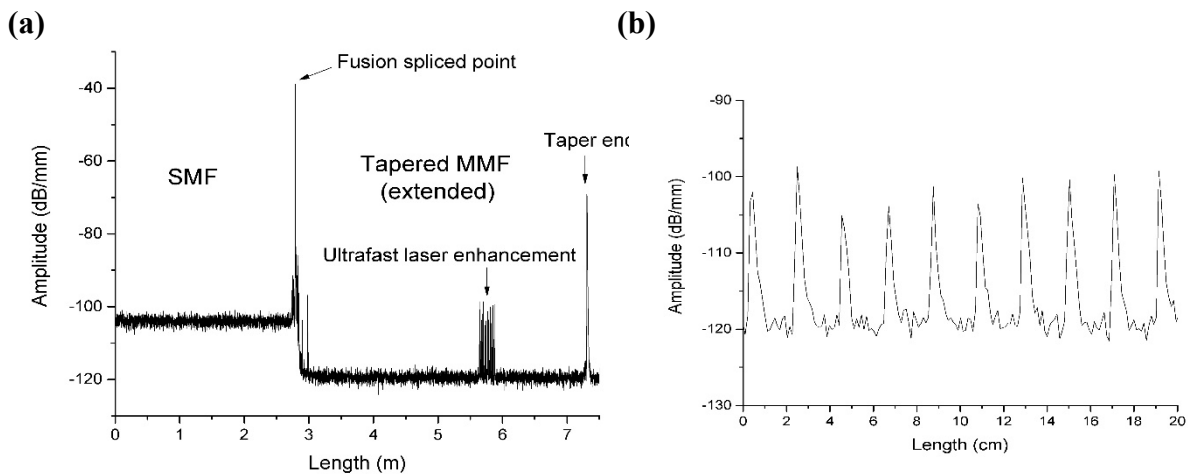 (a)
(b)
Fusion spliced point
Taper end
SMF
Tapered MMF
(extended)
Ultrafast laser enhancement
Amplitude (dB/mm)
-40
-60
-80
-100
-120
0 1 2 3 4 5 6 7
Length (m)
Amplitude (dB/mm)
-90
-100
-110
-120
-130
0 2 4 6 8 10 12 14 16 18 20
Length (cm)